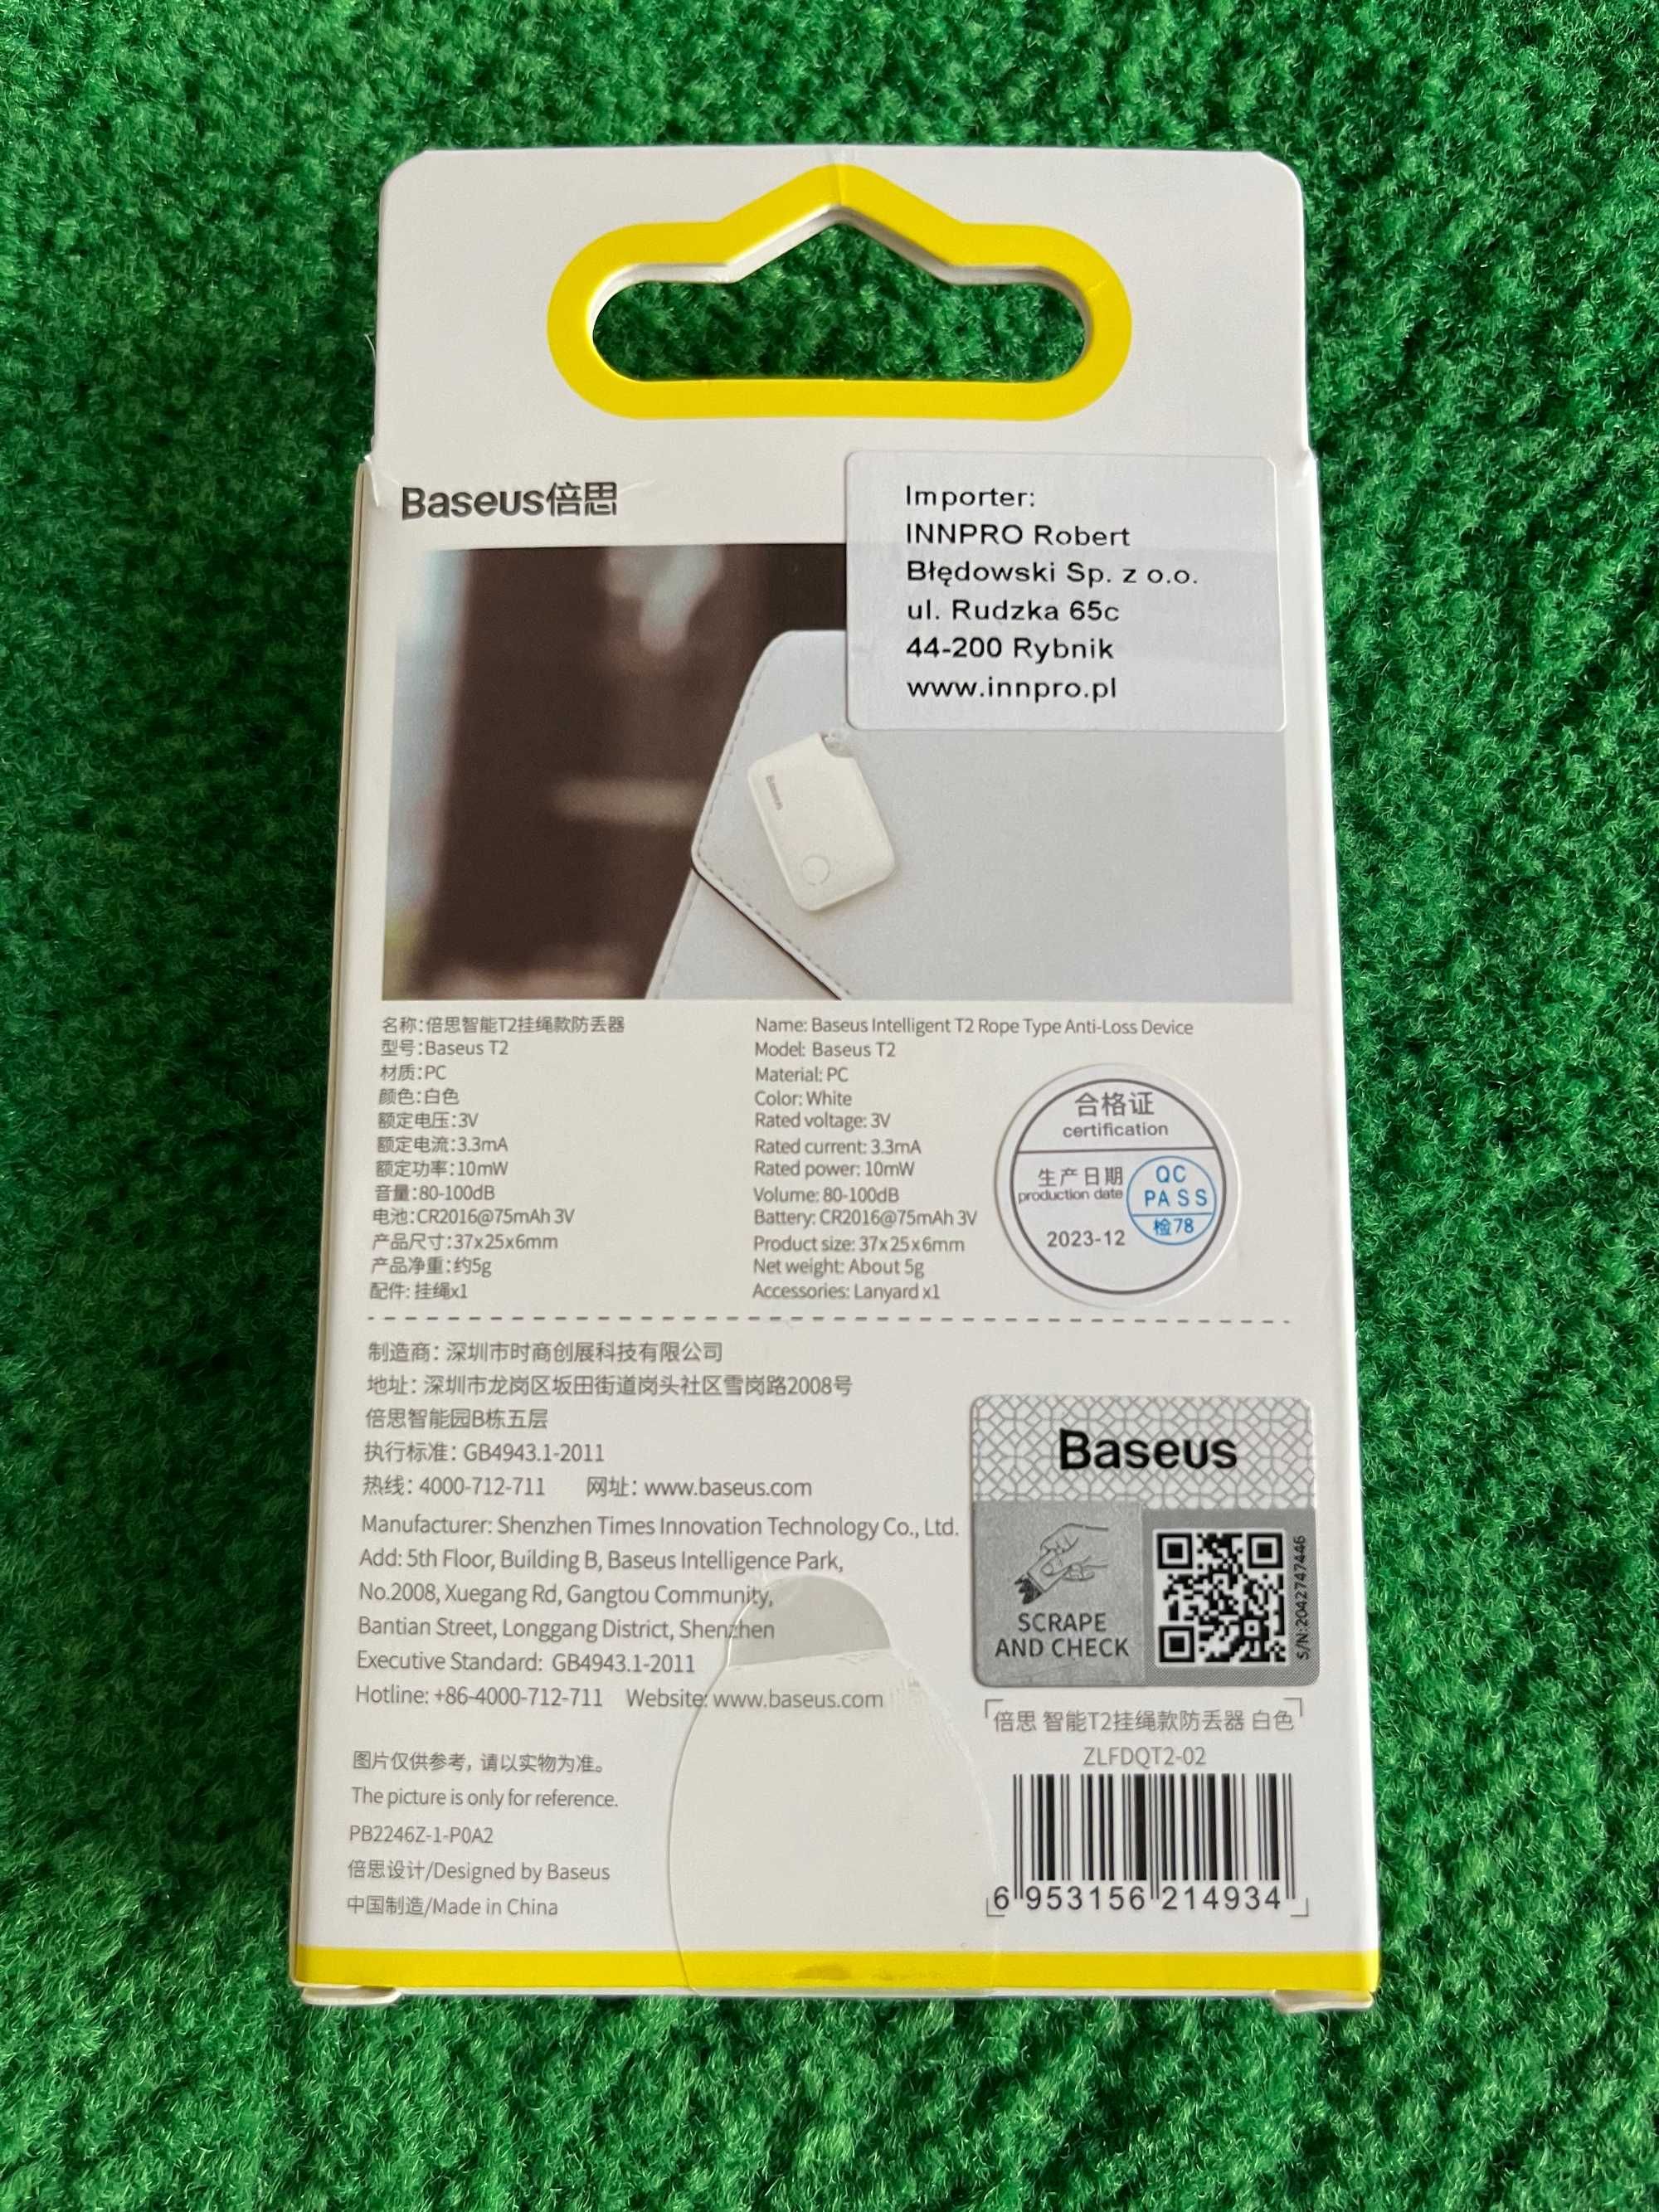 Baseus倍思
Importer:
INNPRO Robert
Błędowski Sp. z o.o.
ul. Rudzka 65c
44-200 Rybnik
www.innpro.pl
Baseus
名称:倍思智能T2挂绳款防丢器
型号:Baseus T2
材质:PC
颜色:白色
额定电压:3V
额定电流:3.3mA
额定功率:10mW
音量:80-100dB
电池:CR2016@75mAh 3V
产品尺寸:37x25x6mm
产品净重:约5g
配件: 挂绳x1
Name: Baseus Intelligent T2 Rope Type Anti-Loss Device
Model: Baseus T2
Material: PC
Color: White
Rated voltage: 3V
Rated current: 3.3mA
Rated power: 10mW
Volume: 80-100dB
Battery: CR2016@75mAh 3V
Product size: 37x25x6mm
Net weight: About 5g
Accessories: Lanyard x1
合格证
certification
生产日期
production date
2023-12
QC
PASS
检78
制造商: 深圳市时商创展科技有限公司
地址: 深圳市龙岗区坂田街道岗头社区雪岗路2008号
倍思智能园B栋五层
执行标准: GB4943.1-2011
热线: 4000-712-711 网址: www.baseus.com
Manufacturer: Shenzhen Times Innovation Technology Co., Ltd.
Add: 5th Floor, Building B, Baseus Intelligence Park,
No.2008, Xuegang Rd, Gangtou Community,
Bantian Street, Longgang District, Shenzhen
Executive Standard: GB4943.1-2011
Hotline: +86-4000-712-711 Website: www.baseus.com
图片仅供参考，请以实物为准。
The picture is only for reference.
PB2246Z-1-P0A2
倍思设计/Designed by Baseus
中国制造/Made in China
Baseus
SCRAPE
AND CHECK
S/N:2042747446
「倍思 智能T2挂绳款防丢器 白色」
ZLFDQT2-02
6 953156 214934